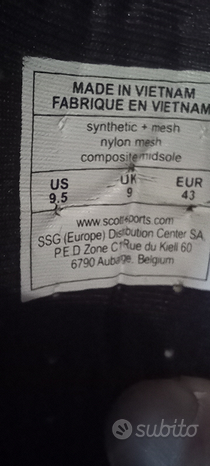 MADE IN VIETNAM
FABRIQUE EN VIETNAM
synthetic + mesh
nylon mesh
composite midsole
US UK EUR
9.5 9 43
www.scott-sports.com
SSG (Europe) Distribution Center SA
P.E.D Zone C1 Rue du Kiell 60
6790 Aubange, Belgium
subito